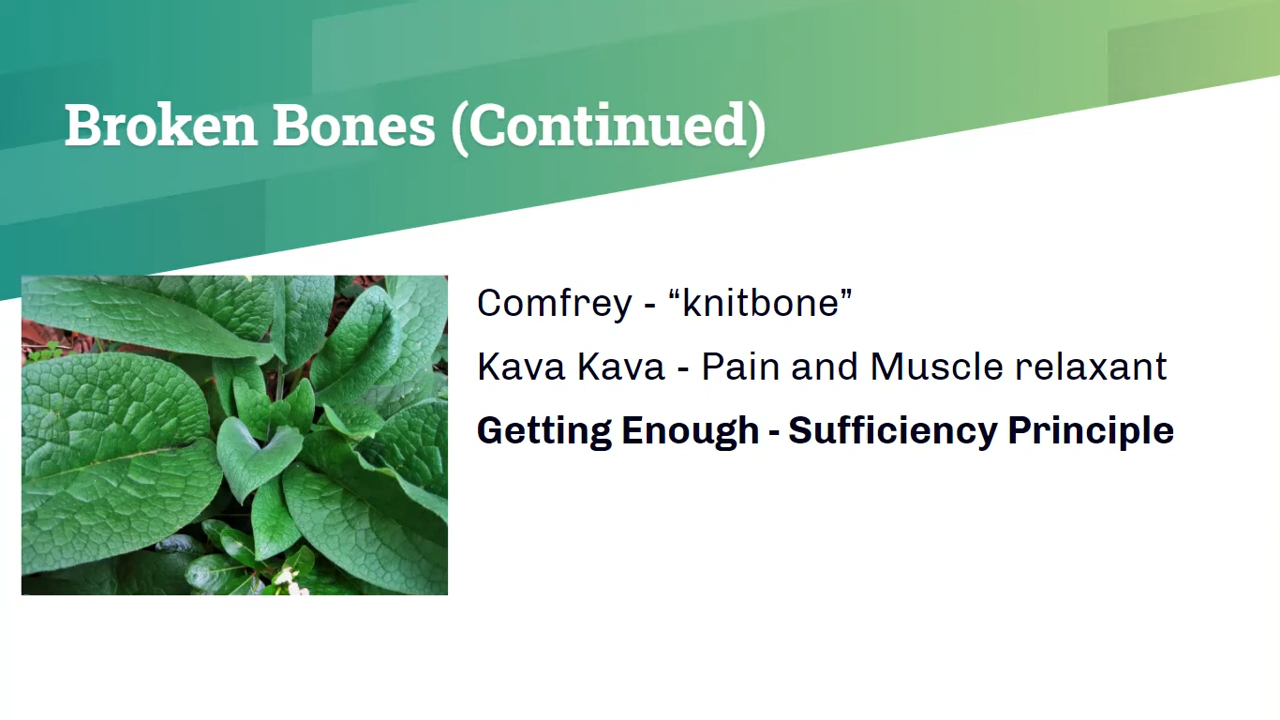 Broken Bones (Continued)
Comfrey - “knitbone”
Kava Kava - Pain and Muscle relaxant
Getting Enough - Sufficiency Principle